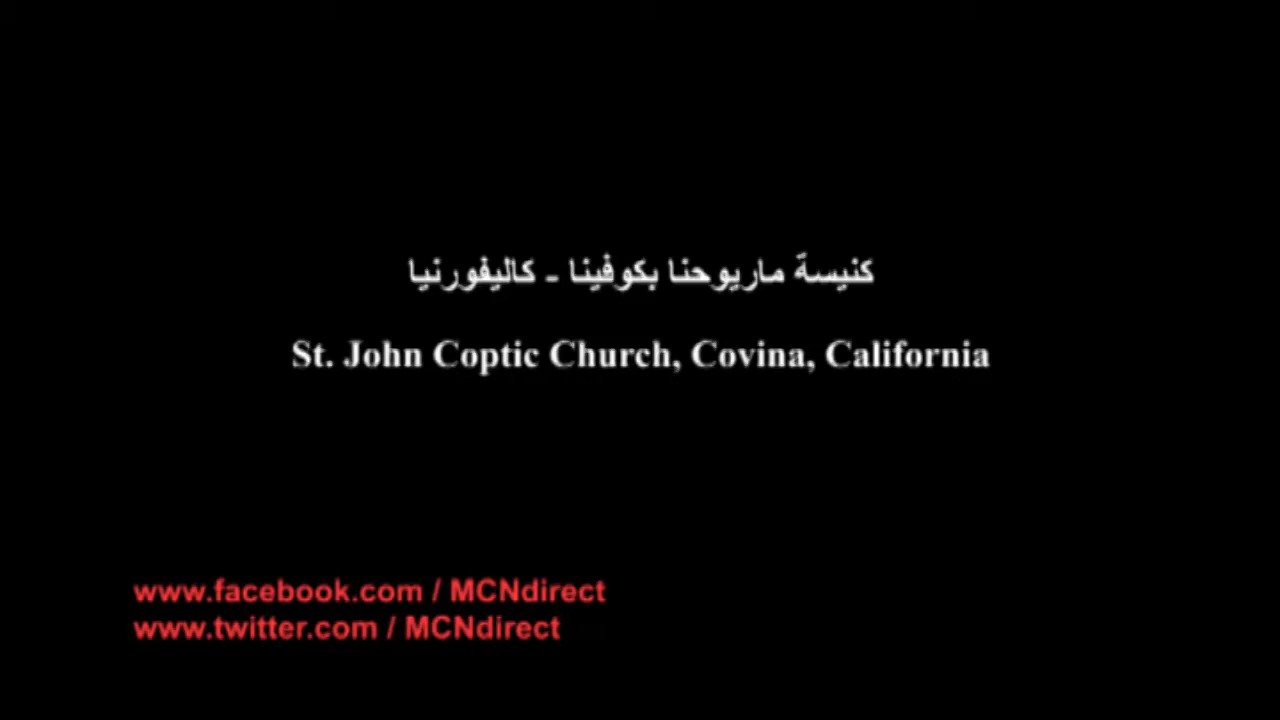 كنيسة ماريوحنا بكوفينا - كاليفورنيا
St. John Coptic Church, Covina, California
www.facebook.com / MCNdirect
www.twitter.com / MCNdirect